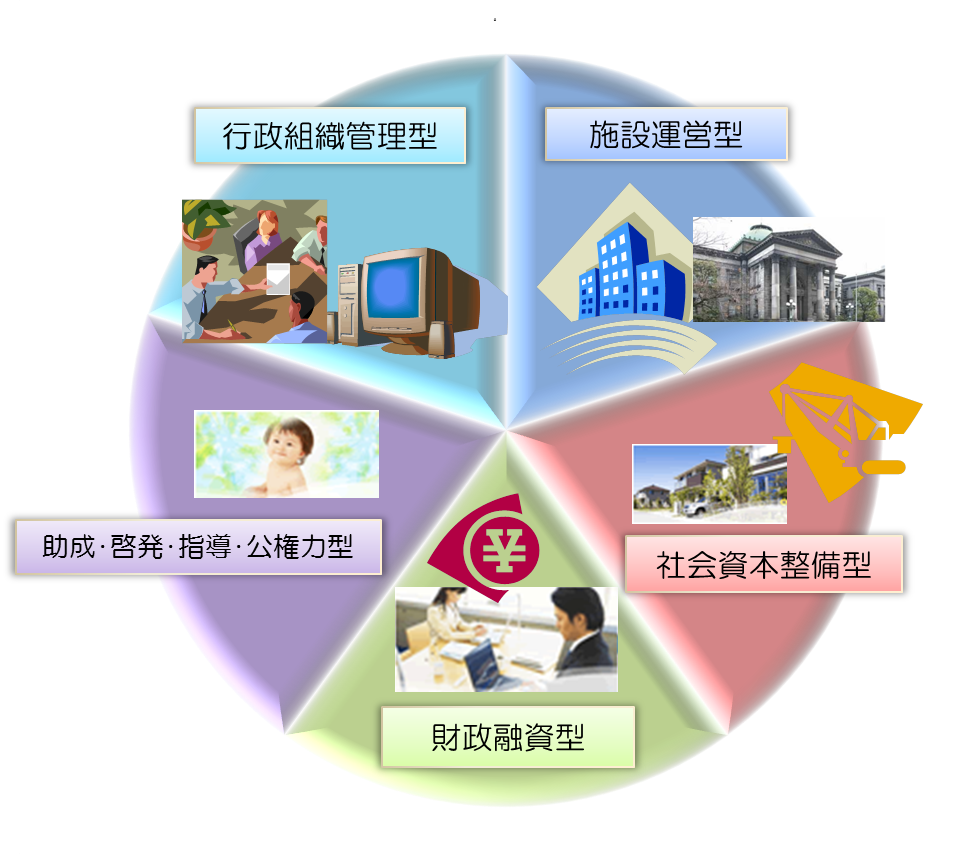 行政組織管理型
施設運営型
助成・啓発・指導・公権力型
社会資本整備型
¥
財政融資型